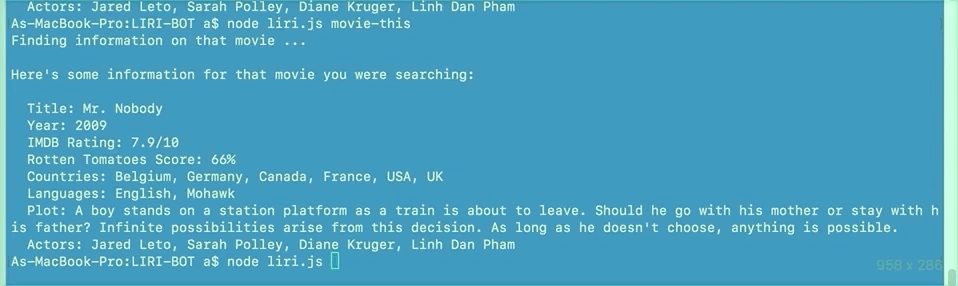 Actors: Jared Leto, Sarah Polley, Diane Kruger, Linh Dan Pham
As-MacBook-Pro:LIRI-BOT a$ node liri.js movie-this
Finding information on that movie ...
Here's some information for that movie you were searching:
Title: Mr. Nobody
Year: 2009
IMDB Rating: 7.9/10
Rotten Tomatoes Score: 66%
Countries: Belgium, Germany, Canada, France, USA, UK
Languages: English, Mohawk
Plot: A boy stands on a station platform as a train is about to leave. Should he go with his mother or stay with h
is father? Infinite possibilities arise from this decision. As long as he doesn't choose, anything is possible.
Actors: Jared Leto, Sarah Polley, Diane Kruger, Linh Dan Pham
As-MacBook-Pro:LIRI-BOT a$ node liri.js
958 x 286